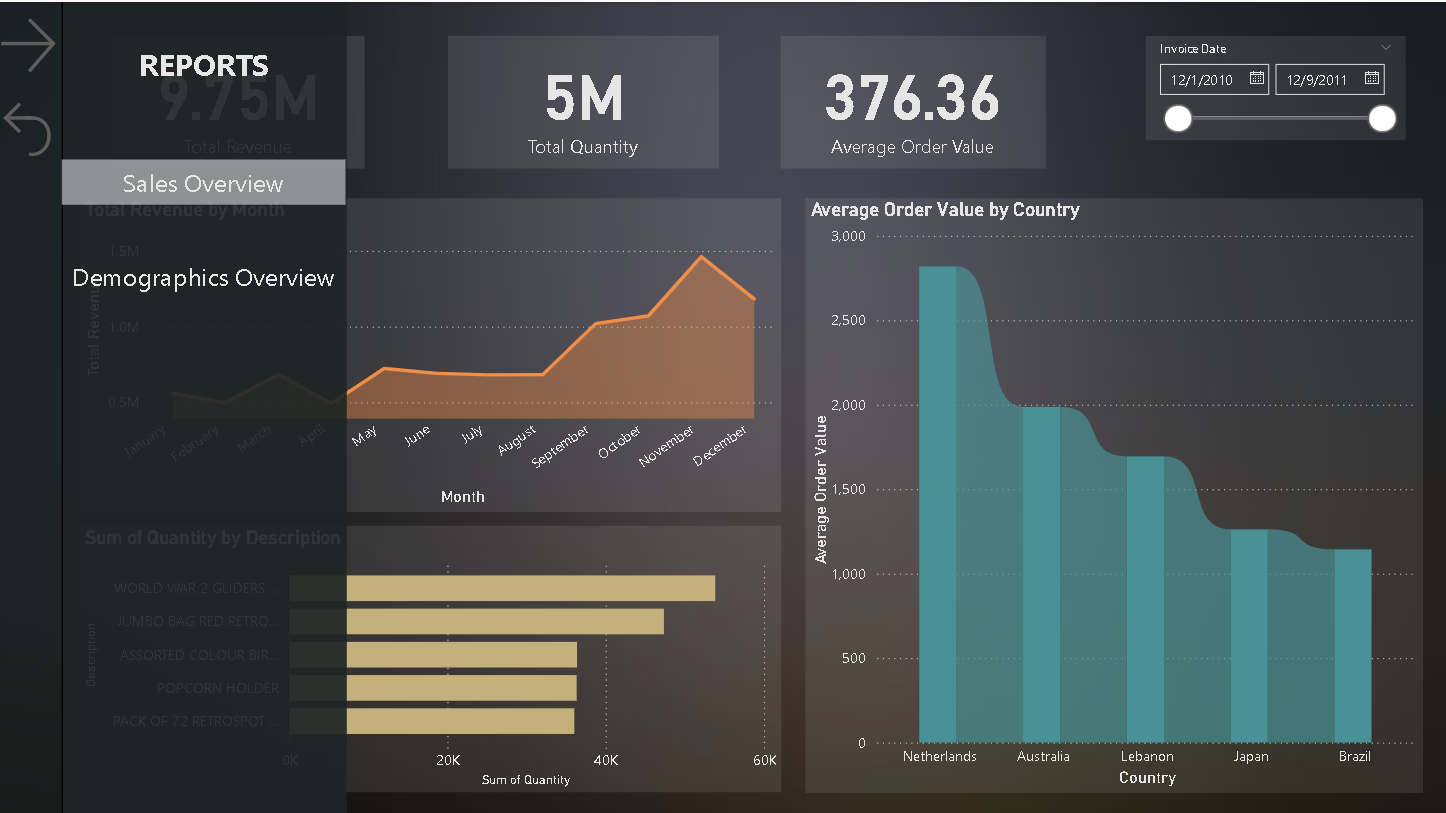 REPORTS
9.75M
Total Revenue
Sales Overview
Demographics Overview
5M
Total Quantity
376.36
Average Order Value
Invoice Date
12/1/2010
12/9/2011
Total Revenue by Month
Total Revenue
1.5M
1.0M
0.5M
January
February
March
April
May
June
July
August
September
October
November
December
Month
Sum of Quantity by Description
Description
WORLD WAR 2 GLIDERS ...
JUMBO BAG RED RETRO...
ASSORTED COLOUR BIR...
POPCORN HOLDER
PACK OF 72 RETROSPOT ...
0K
20K
40K
60K
Sum of Quantity
Average Order Value by Country
Average Order Value
3,000
2,500
2,000
1,500
1,000
500
0
Netherlands
Australia
Lebanon
Japan
Brazil
Country